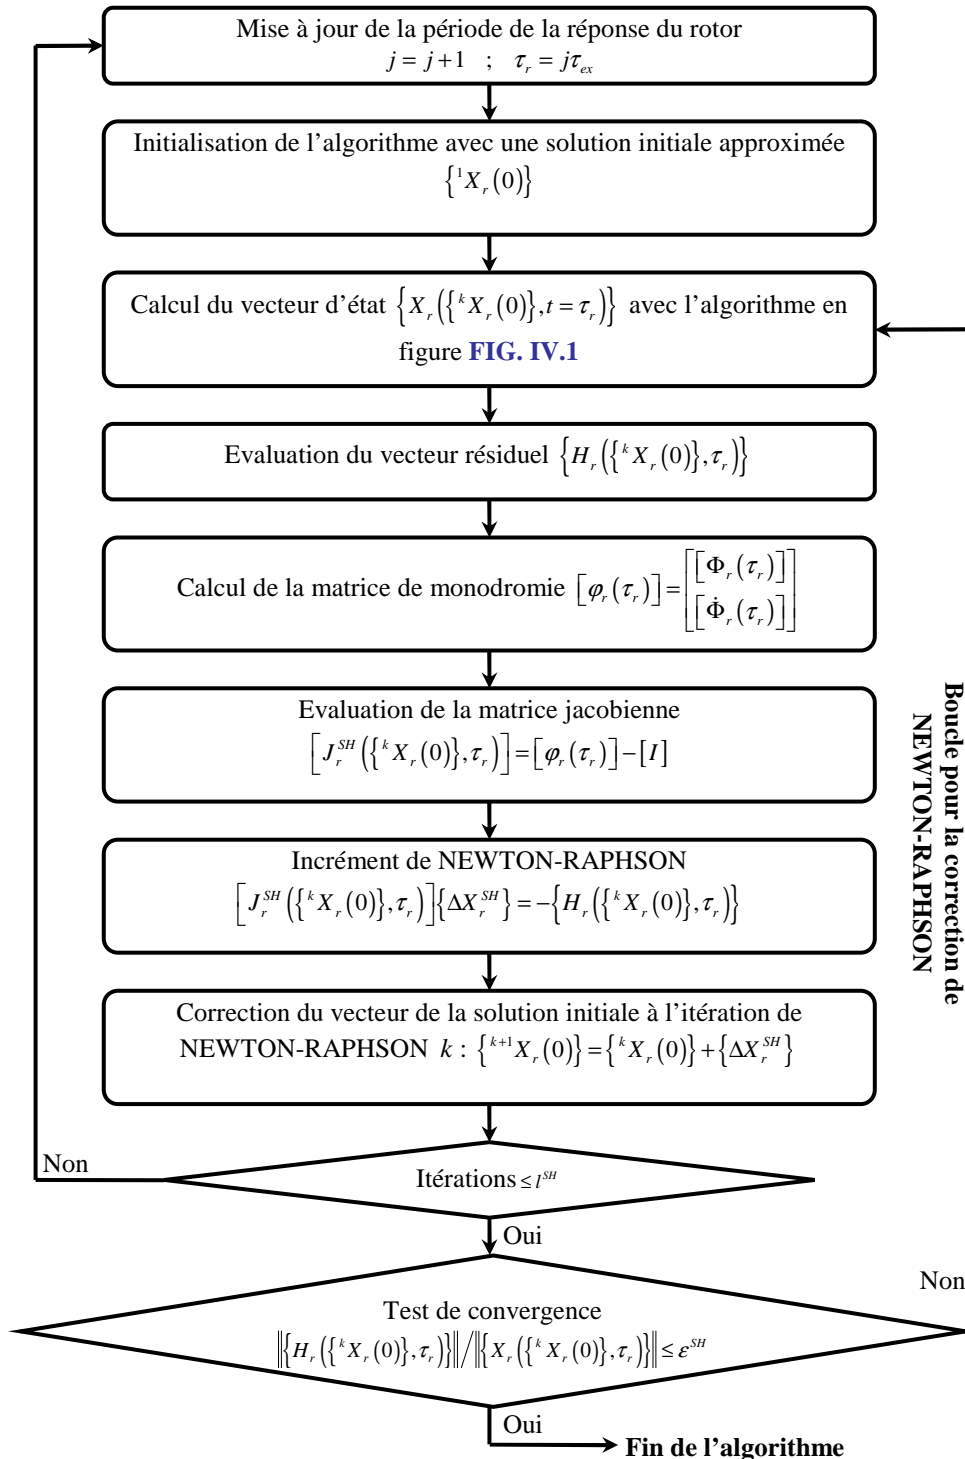 Mise à jour de la période de la réponse du rotor
j = j+1 ; τ_r = jτ_ex
Initialisation de l'algorithme avec une solution initiale approximée
{¹X_r(0)}
Calcul du vecteur d'état {X_r({ᵏX_r(0)}, t = τ_r)} avec l'algorithme en
figure FIG. IV.1
Evaluation du vecteur résiduel {H_r({ᵏX_r(0)}, τ_r)}
Calcul de la matrice de monodromie [φ_r(τ_r)] = [[Φ_r(τ_r)] [Φ̇_r(τ_r)]]
Evaluation de la matrice jacobienne
[J_r^SH({ᵏX_r(0)}, τ_r)] = [φ_r(τ_r)] − [I]
Incrément de NEWTON-RAPHSON
[J_r^SH({ᵏX_r(0)}, τ_r)]{ΔX_r^SH} = −{H_r({ᵏX_r(0)}, τ_r)}
Correction du vecteur de la solution initiale à l'itération de
NEWTON-RAPHSON k : {ᵏ⁺¹X_r(0)} = {ᵏX_r(0)} + {ΔX_r^SH}
Boucle pour la correction de
NEWTON-RAPHSON
Non
Itérations ≤ l^SH
Oui
Non
Test de convergence
‖{H_r({ᵏX_r(0)}, τ_r)}‖ / ‖{X_r({ᵏX_r(0)}, τ_r)}‖ ≤ ε^SH
Oui
Fin de l'algorithme